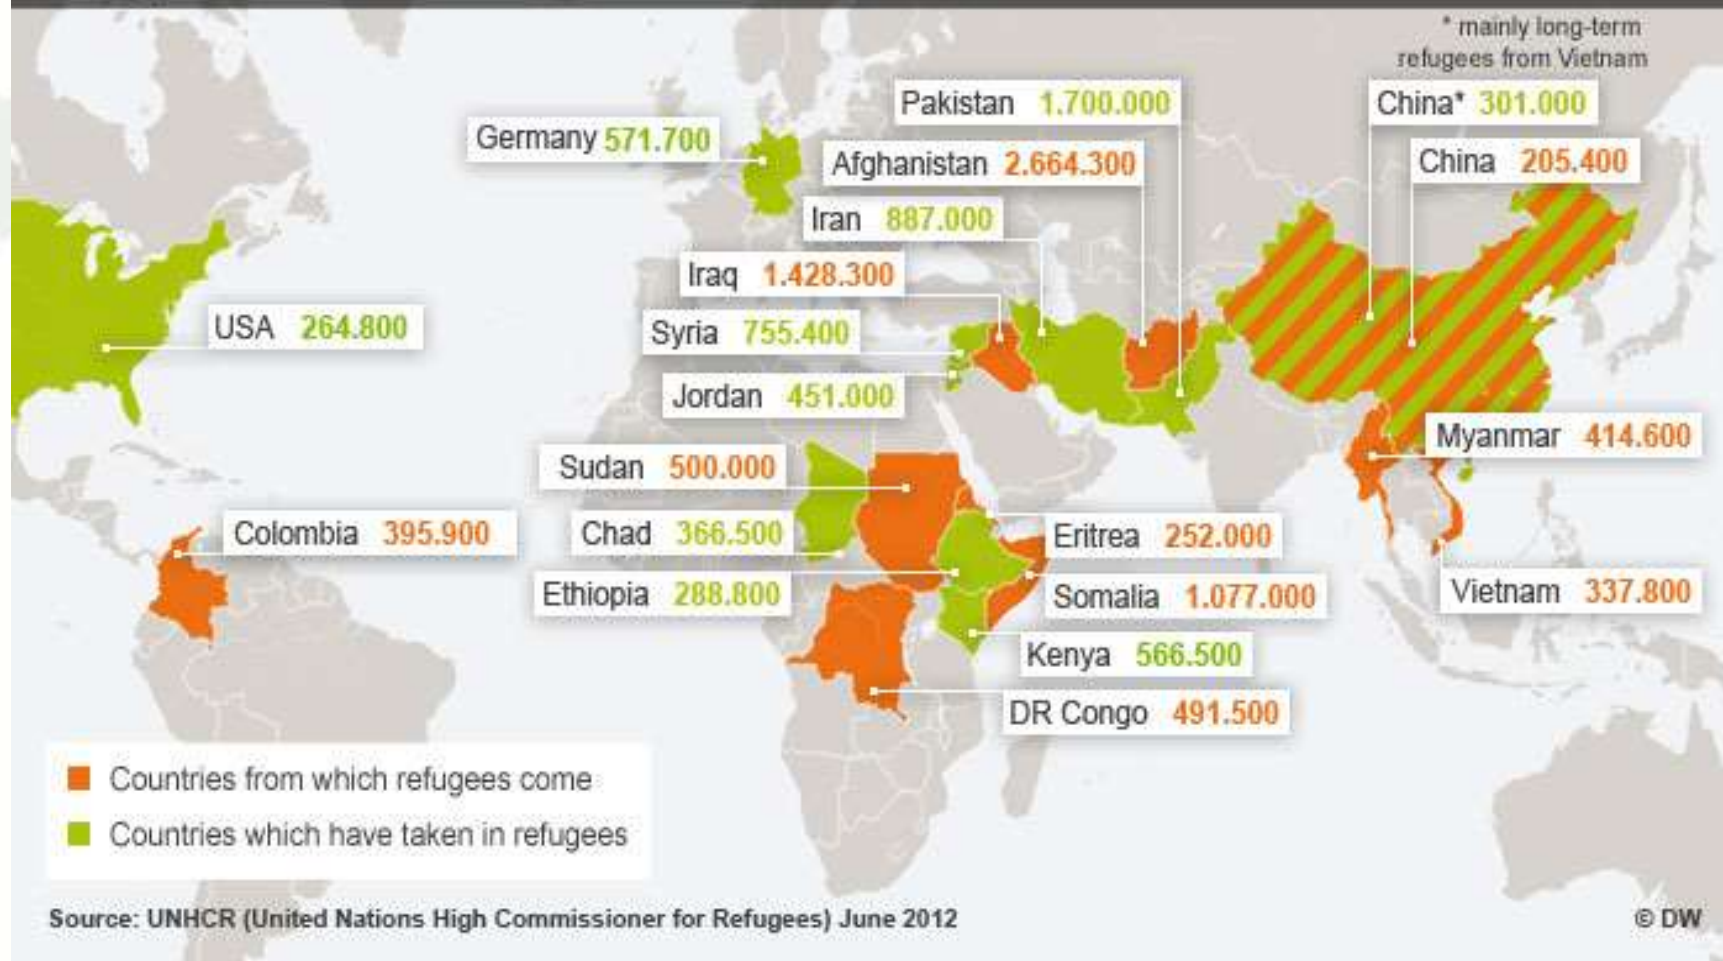 * mainly long-term
refugees from Vietnam
Pakistan 1.700.000
China* 301.000
Germany 571.700
Afghanistan 2.664.300
China 205.400
Iran 887.000
Iraq 1.428.300
USA 264.800
Syria 755.400
Jordan 451.000
Myanmar 414.600
Sudan 500.000
Colombia 395.900
Chad 366.500
Eritrea 252.000
Ethiopia 288.800
Somalia 1.077.000
Vietnam 337.800
Kenya 566.500
DR Congo 491.500
Countries from which refugees come
Countries which have taken in refugees
Source: UNHCR (United Nations High Commissioner for Refugees) June 2012
© DW